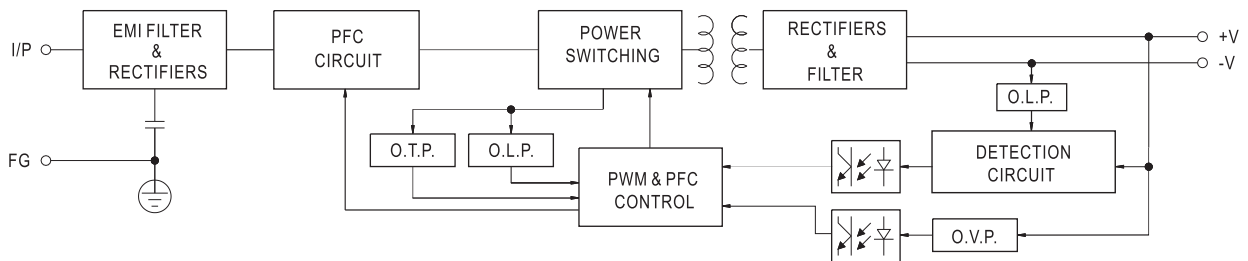 I/P
EMI FILTER
&
RECTIFIERS
PFC
CIRCUIT
POWER
SWITCHING
RECTIFIERS
&
FILTER
+V
-V
O.L.P.
FG
O.T.P.
O.L.P.
PWM & PFC
CONTROL
DETECTION
CIRCUIT
O.V.P.